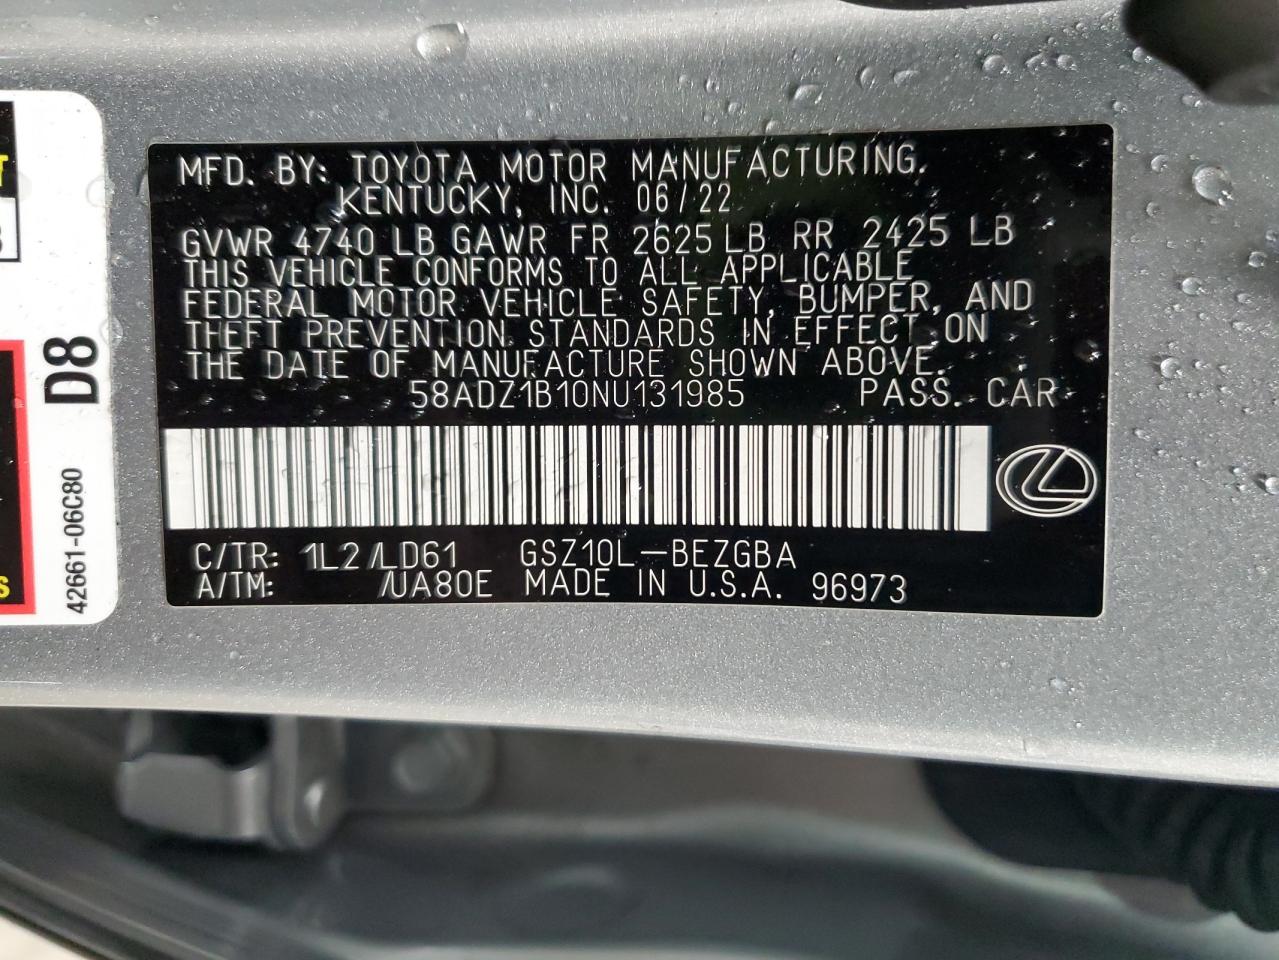 MFD. BY: TOYOTA MOTOR MANUFACTURING.
KENTUCKY, INC. 06/22
GVWR 4740 LB GAWR FR 2625 LB RR 2425 LB
THIS VEHICLE CONFORMS TO ALL APPLICABLE
FEDERAL MOTOR VEHICLE SAFETY, BUMPER, AND
THEFT PREVENTION STANDARDS IN EFFECT ON
THE DATE OF MANUFACTURE SHOWN ABOVE.
58ADZ1B10NU131985 PASS. CAR
C/TR: 1L2 /LD61 GSZ10L-BEZGBA
A/TM: /UA80E MADE IN U.S.A. 96973
D8
42661-06C80